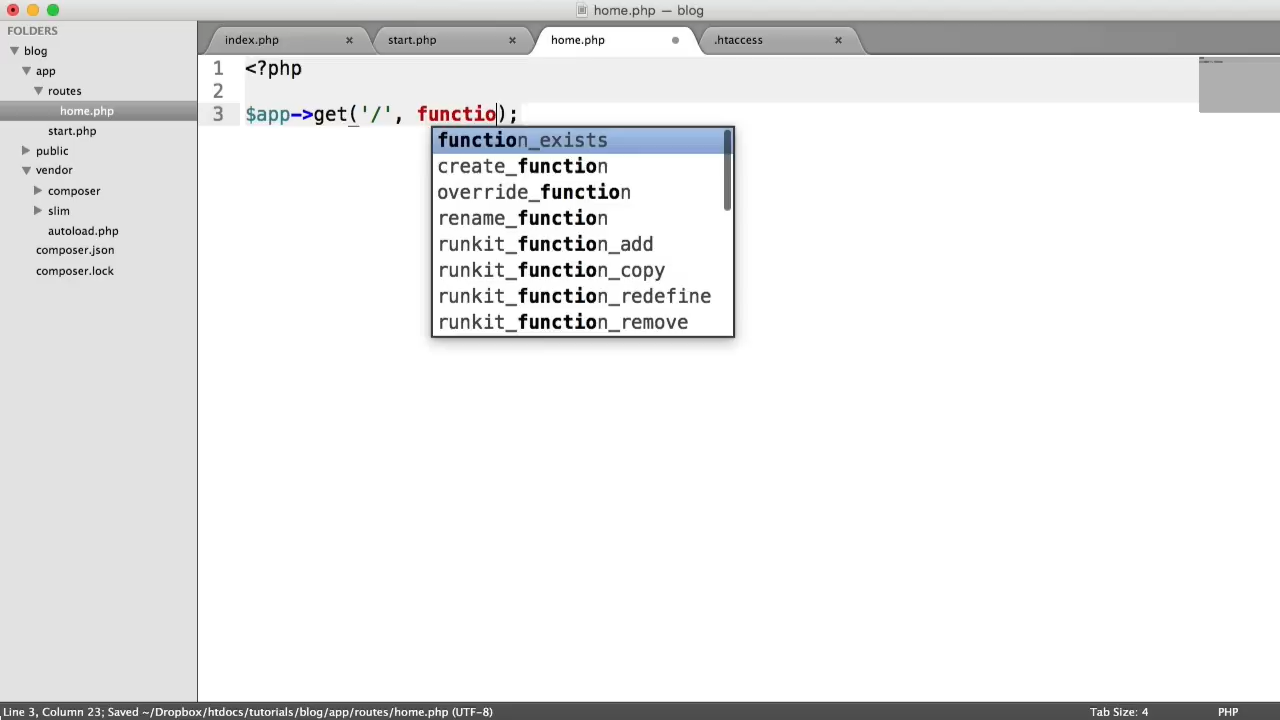 home.php — blog
FOLDERS
blog
app
routes
home.php
start.php
public
vendor
composer
slim
autoload.php
composer.json
composer.lock
index.php × start.php × home.php .htaccess ×
1 <?php
2
3 $app->get('/', functio);
function_exists
create_function
override_function
rename_function
runkit_function_add
runkit_function_copy
runkit_function_redefine
runkit_function_remove
Line 3, Column 23; Saved ~/Dropbox/htdocs/tutorials/blog/app/routes/home.php (UTF-8) Tab Size: 4 PHP